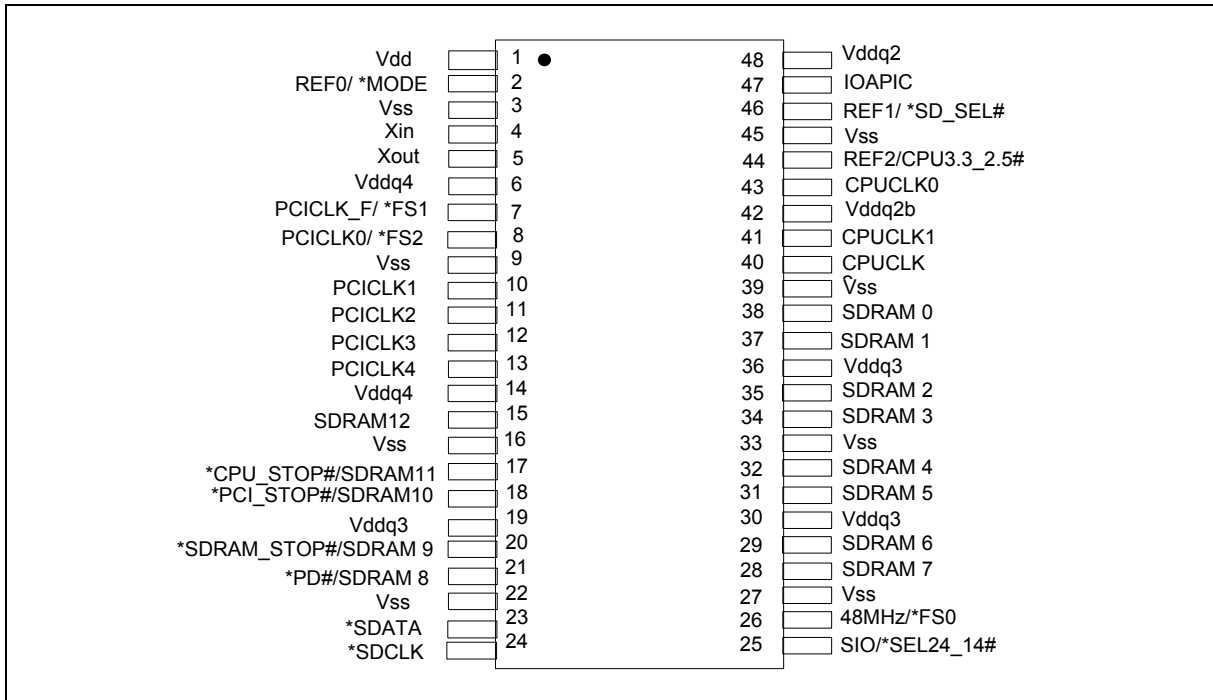 Vdd 1 48 Vddq2
REF0/ *MODE 2 47 IOAPIC
Vss 3 46 REF1/ *SD_SEL#
Xin 4 45 Vss
Xout 5 44 REF2/CPU3.3_2.5#
Vddq4 6 43 CPUCLK0
PCICLK_F/ *FS1 7 42 Vddq2b
PCICLK0/ *FS2 8 41 CPUCLK1
Vss 9 40 CPUCLK
PCICLK1 10 39 Vss
PCICLK2 11 38 SDRAM 0
PCICLK3 12 37 SDRAM 1
PCICLK4 13 36 Vddq3
Vddq4 14 35 SDRAM 2
SDRAM12 15 34 SDRAM 3
Vss 16 33 Vss
*CPU_STOP#/SDRAM11 17 32 SDRAM 4
*PCI_STOP#/SDRAM10 18 31 SDRAM 5
Vddq3 19 30 Vddq3
*SDRAM_STOP#/SDRAM 9 20 29 SDRAM 6
*PD#/SDRAM 8 21 28 SDRAM 7
Vss 22 27 Vss
*SDATA 23 26 48MHz/*FS0
*SDCLK 24 25 SIO/*SEL24_14#